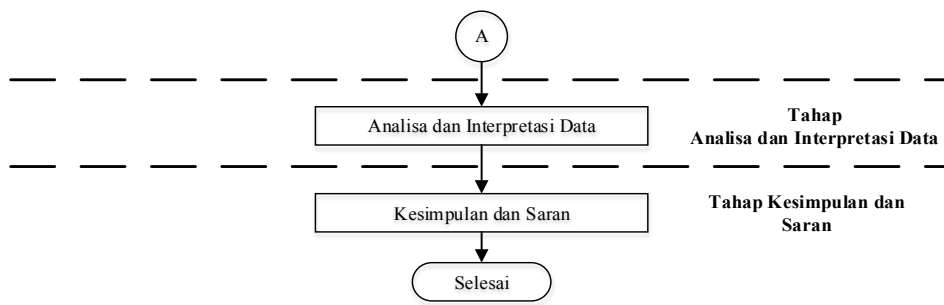 A
Analisa dan Interpretasi Data
Tahap
Analisa dan Interpretasi Data
Kesimpulan dan Saran
Tahap Kesimpulan dan
Saran
Selesai